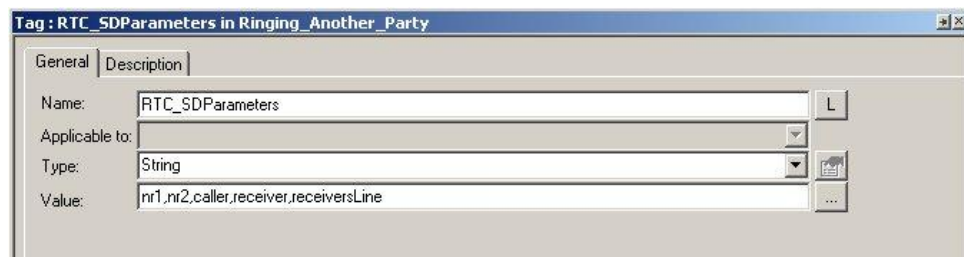 Tag : RTC_SDParameters in Ringing_Another_Party
General Description
Name: RTC_SDParameters L
Applicable to:
Type: String
Value: nr1,nr2,caller,receiver,receiversLine ...